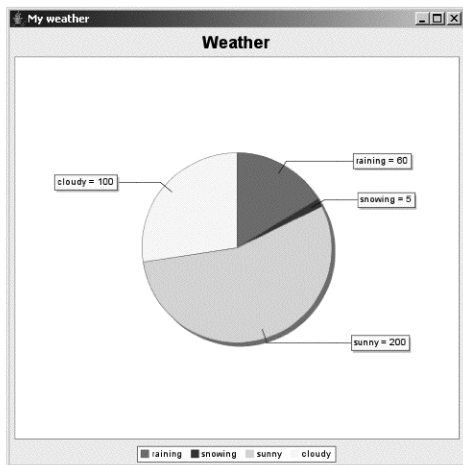 My weather
Weather
raining = 60
cloudy = 100
snowing = 5
sunny = 200
raining snowing sunny cloudy